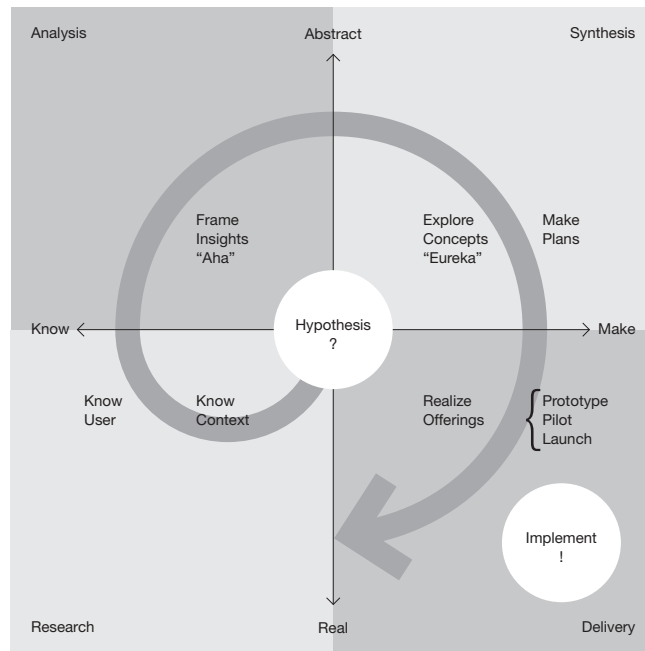 Analysis
Abstract
Synthesis
Frame
Insights
“Aha”
Explore
Concepts
“Eureka”
Make
Plans
Know
Hypothesis
?
Make
Know
User
Know
Context
Realize
Offerings
{ Prototype
Pilot
Launch
Implement
!
Research
Real
Delivery